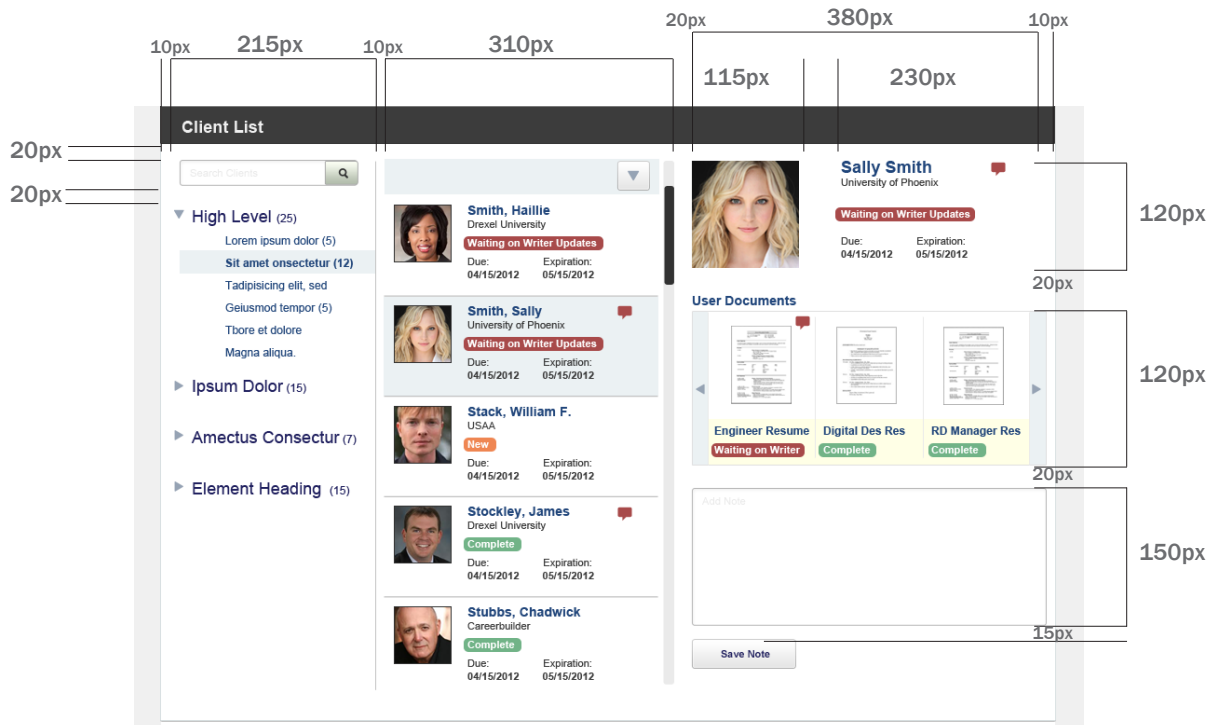 20px 380px 10px
10px 215px 10px 310px
115px 230px
Client List
20px
20px
Search Clients
High Level (25)
Lorem ipsum dolor (5)
Sit amet onsectetur (12)
Tadipisicing elit, sed
Geiusmod tempor (5)
Tbore et dolore
Magna aliqua.
Ipsum Dolor (15)
Amectus Consectur (7)
Element Heading (15)
Smith, Haillie
Drexel University
Waiting on Writer Updates
Due: Expiration:
04/15/2012 05/15/2012
Smith, Sally
University of Phoenix
Waiting on Writer Updates
Due: Expiration:
04/15/2012 05/15/2012
Stack, William F.
USAA
New
Due: Expiration:
04/15/2012 05/15/2012
Stockley, James
Drexel University
Complete
Due: Expiration:
04/15/2012 05/15/2012
Stubbs, Chadwick
Careerbuilder
Complete
Due: Expiration:
04/15/2012 05/15/2012
Sally Smith
University of Phoenix
Waiting on Writer Updates
Due: Expiration:
04/15/2012 05/15/2012
120px
20px
User Documents
Engineer Resume Digital Des Res RD Manager Res
Waiting on Writer Complete Complete
120px
20px
Add Note
150px
15px
Save Note